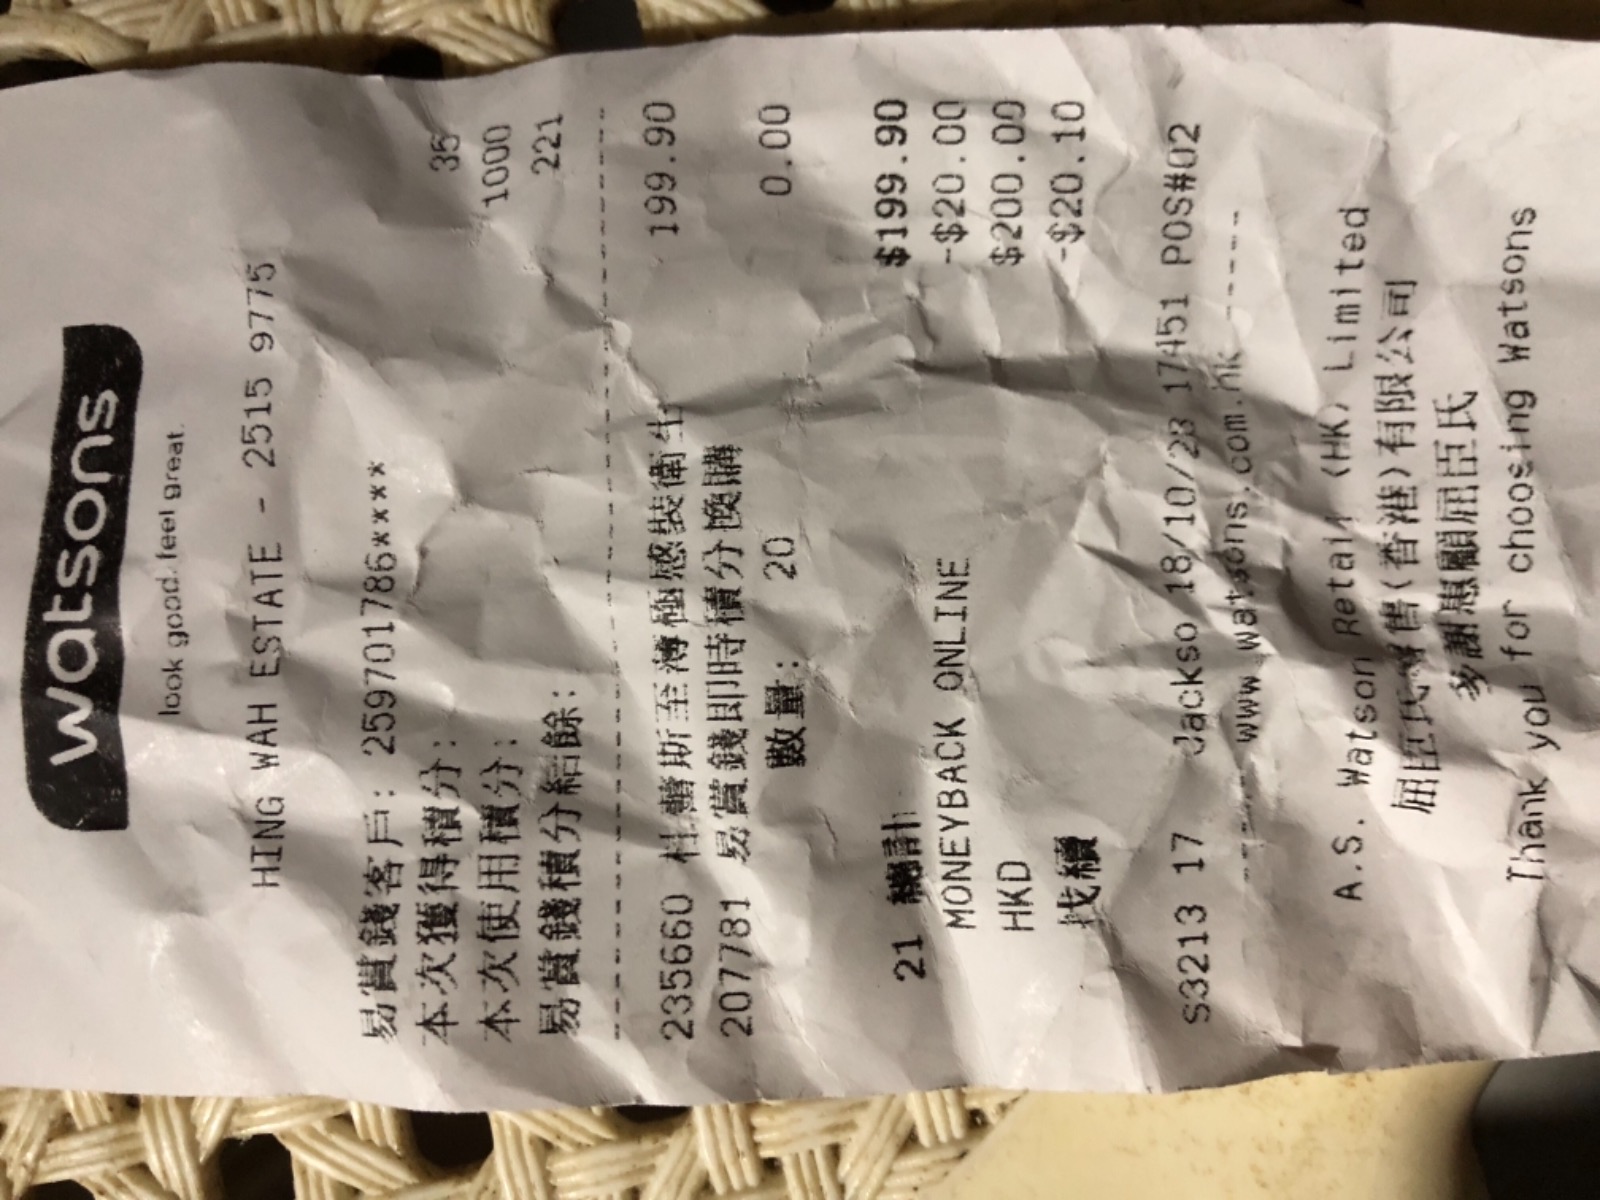 watsons
look good. feel great.
HING WAH ESTATE - 2515 9775
易賞錢客戶: 259701786*****
本次獲得積分: 35
本次使用積分: 1000
易賞錢積分結餘: 221
235660 杜蕾斯至薄極感裝衛生 199.90
207781 易賞錢即時積分換購
數量: 20 0.00
21 總計 $199.90
MONEYBACK ONLINE -$20.00
HKD $200.00
找續 -$20.10
S3213 17 Jackso 18/10/23 17451 POS#02
www.watsons.com.hk
A.S. Watson Retail (HK) Limited
屈臣氏零售(香港)有限公司
多謝惠顧屈臣氏
Thank you for choosing Watsons